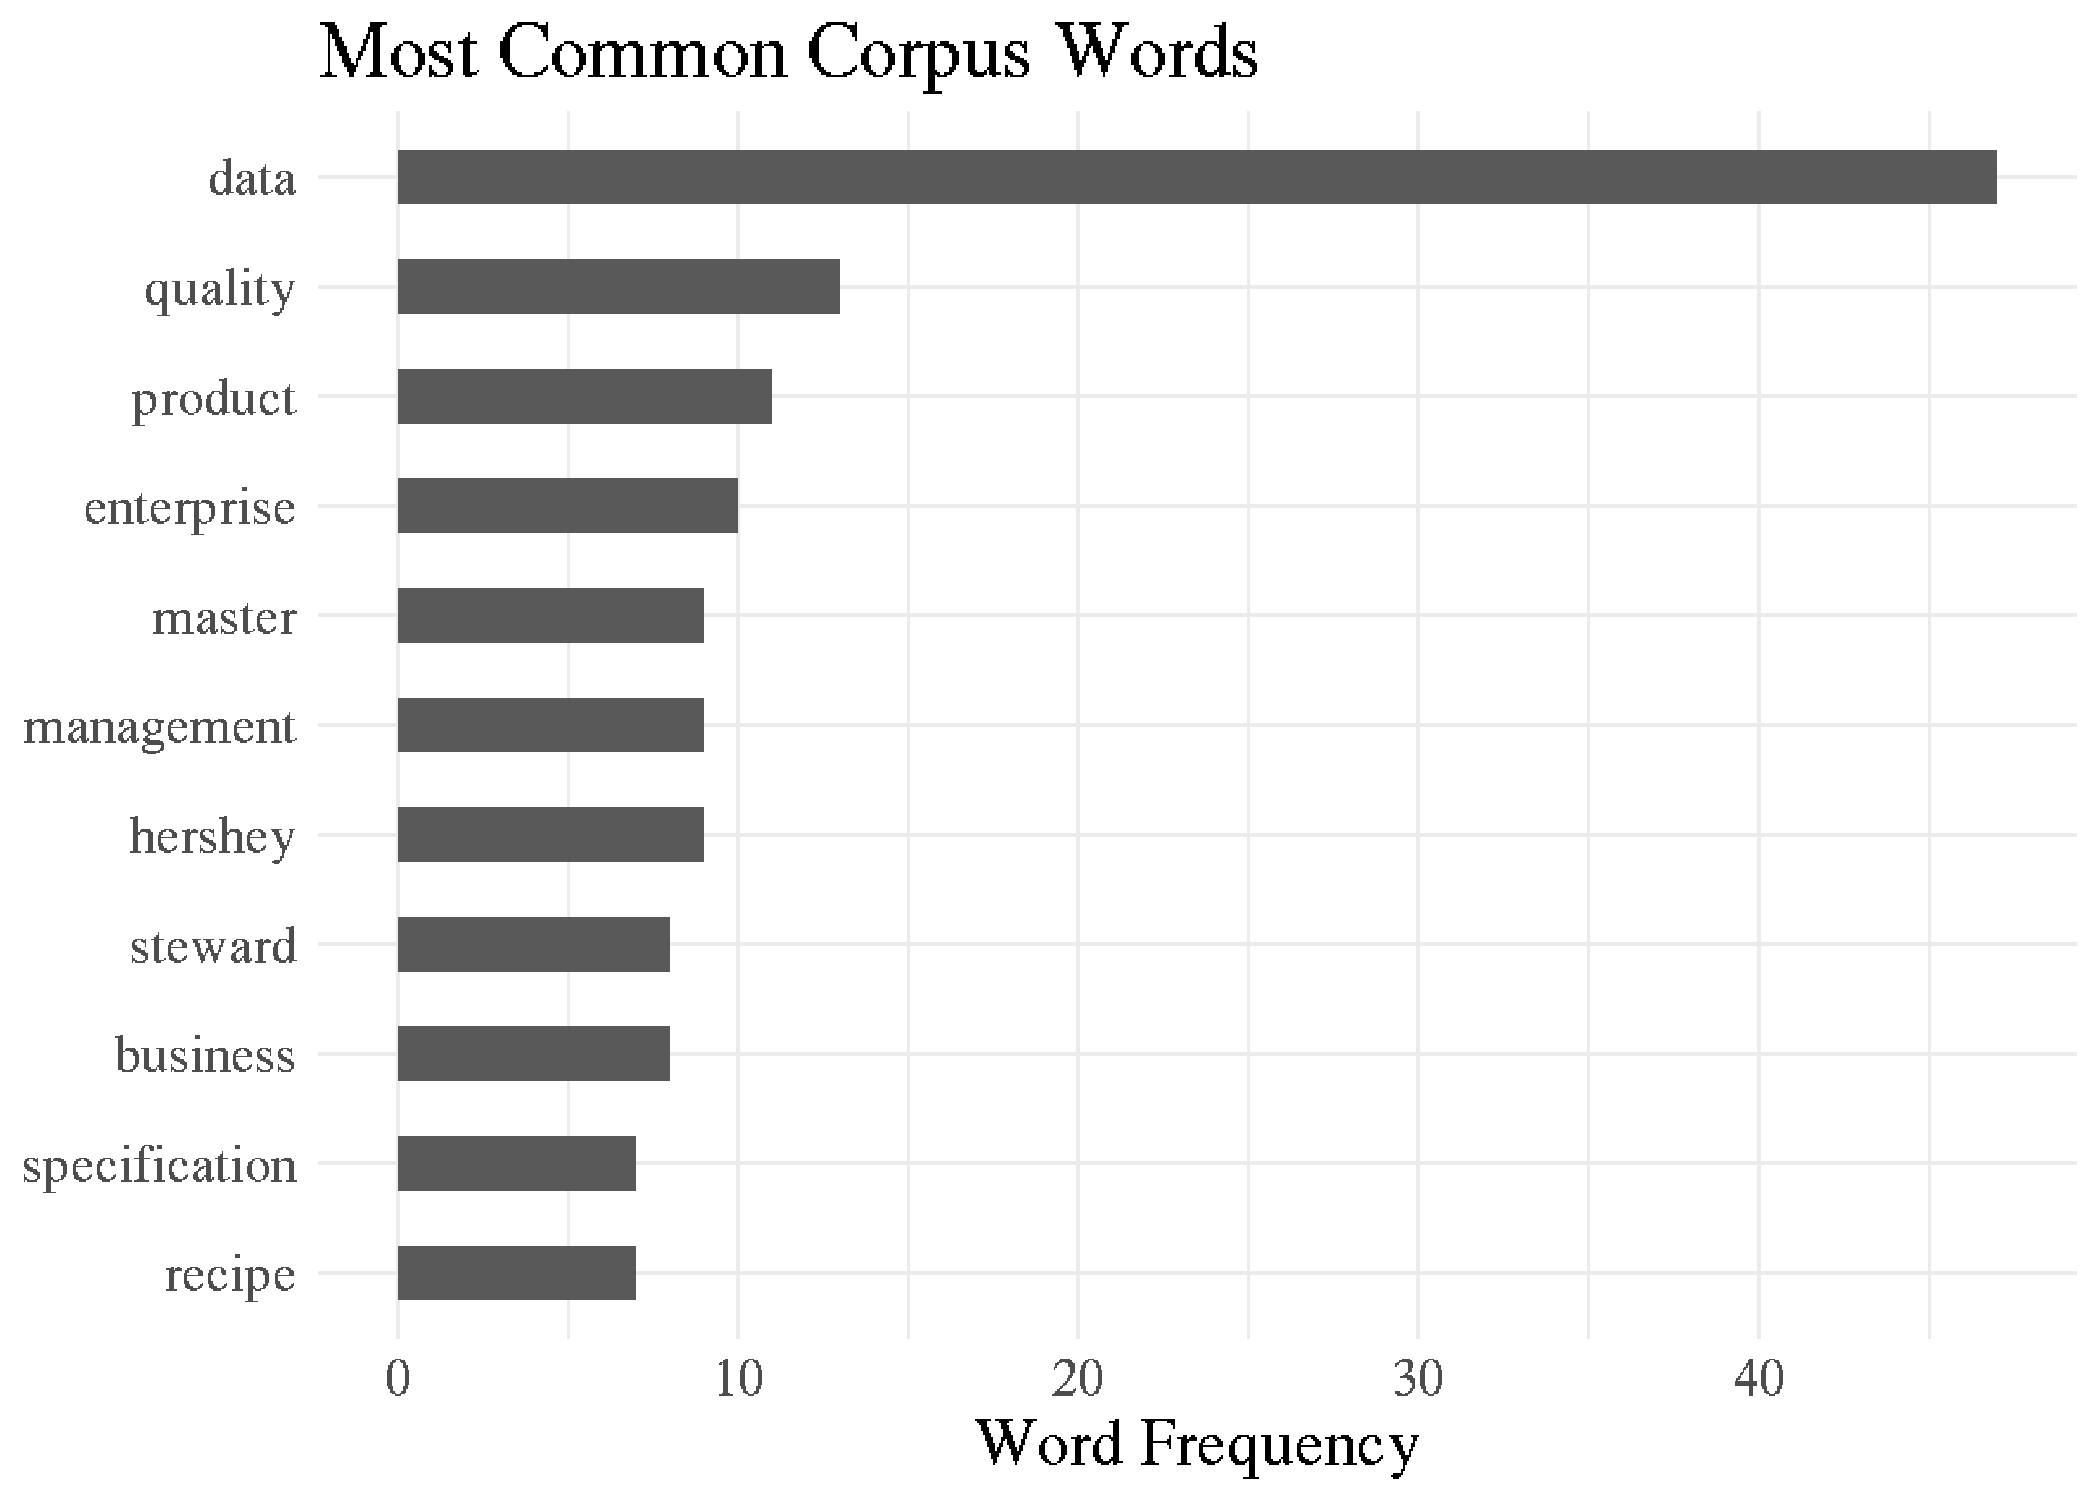 Most Common Corpus Words
data
quality
product
enterprise
master
management
hershey
steward
business
specification
recipe
0 10 20 30 40
Word Frequency